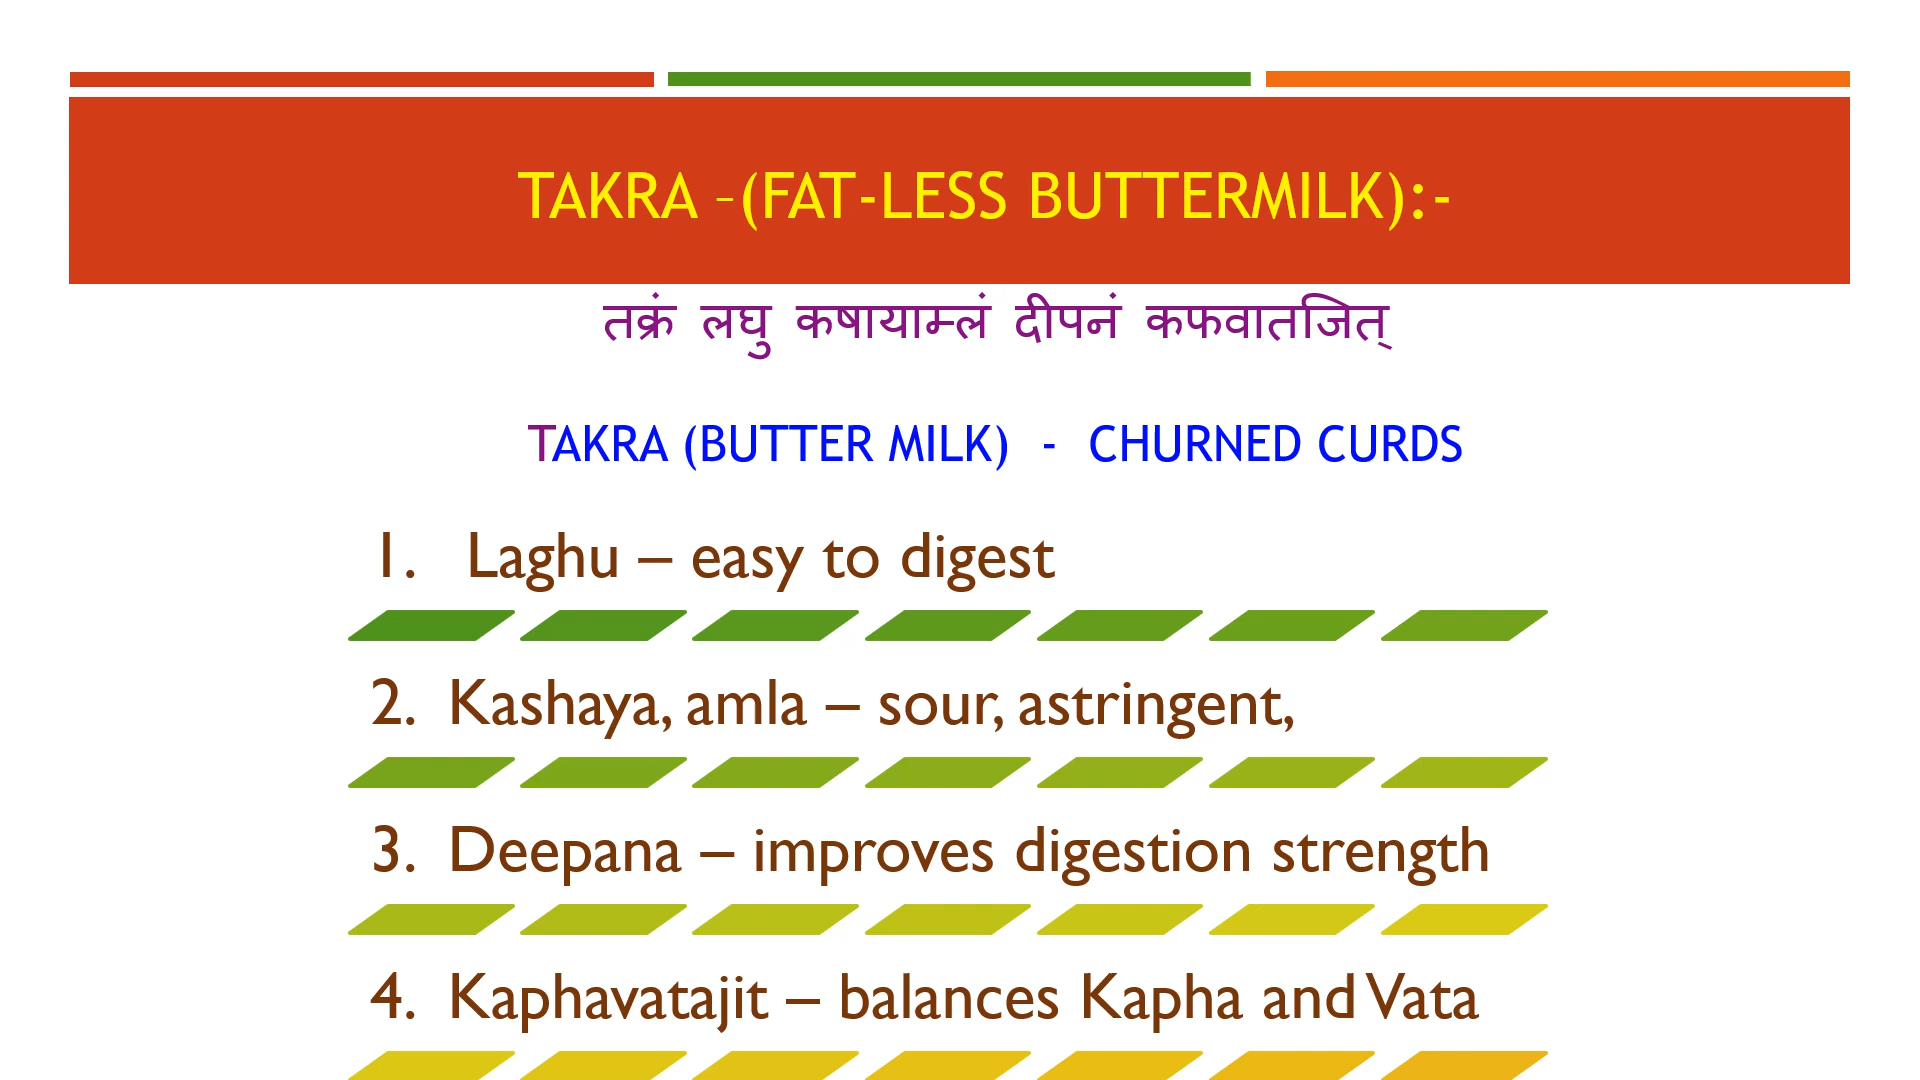 TAKRA –(FAT-LESS BUTTERMILK):-
तक्रं लघु कषायाम्लं दीपनं कफवातजित्
TAKRA (BUTTER MILK) - CHURNED CURDS
1. Laghu – easy to digest
2. Kashaya, amla – sour, astringent,
3. Deepana – improves digestion strength
4. Kaphavatajit – balances Kapha and Vata